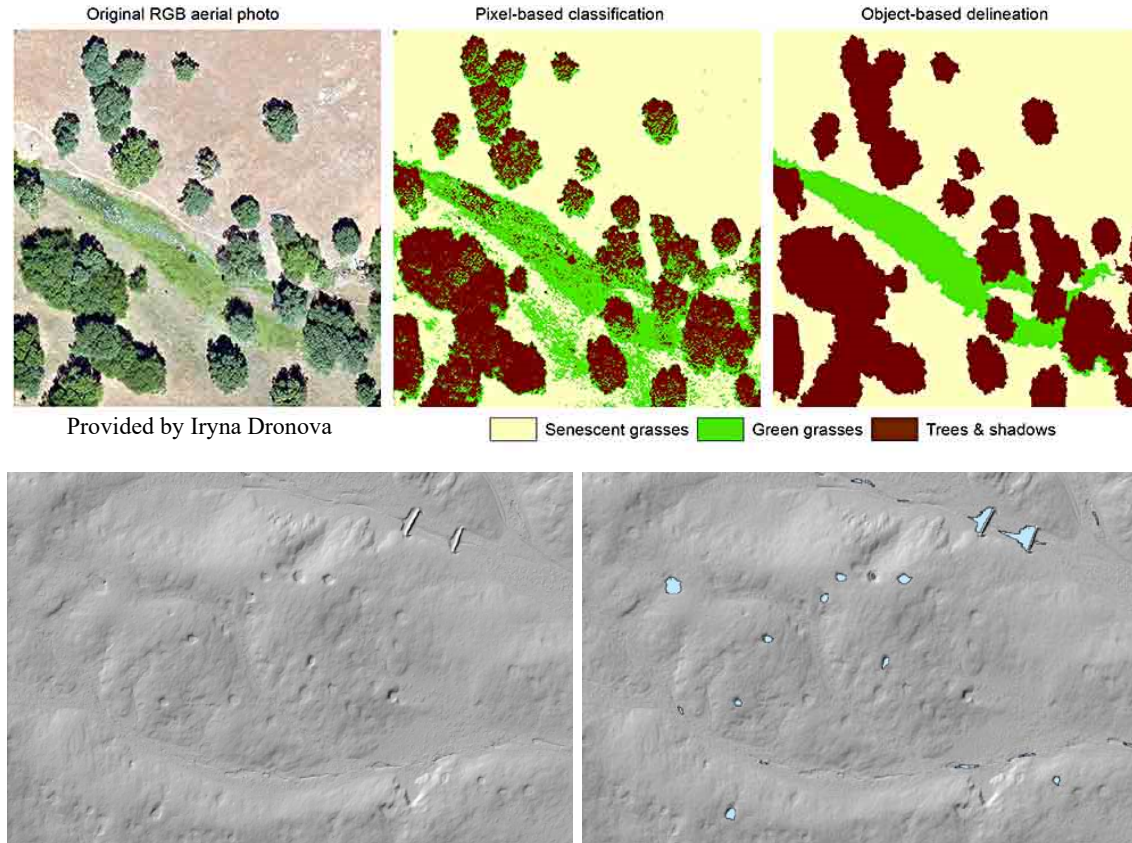 Original RGB aerial photo
Pixel-based classification
Object-based delineation
Provided by Iryna Dronova
Senescent grasses
Green grasses
Trees & shadows